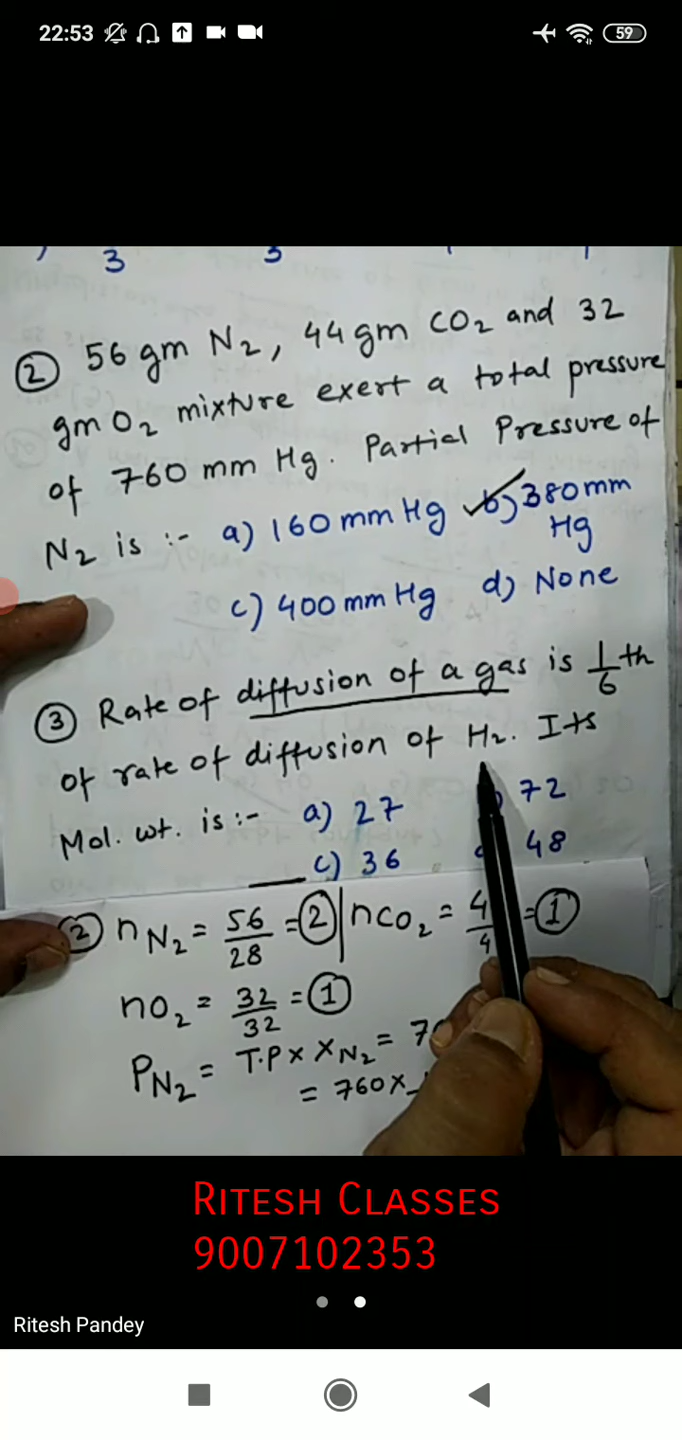 22:53
59
3 3
② 56 gm N₂, 44 gm CO₂ and 32
gm O₂ mixture exert a total pressure
of 760 mm Hg. Partial Pressure of
N₂ is :- a) 160 mm Hg b) 380 mm
Hg
c) 400 mm Hg d) None
③ Rate of diffusion of a gas is 1/6 th
of rate of diffusion of H₂. Its
Mol. wt. is :- a) 27 72
c) 36 48
② nN₂ = 56/28 = ② | nCO₂ = = ①
nO₂ = 32/32 = ①
PN₂ = T.P × XN₂ =
= 760 ×
RITESH CLASSES
9007102353
Ritesh Pandey